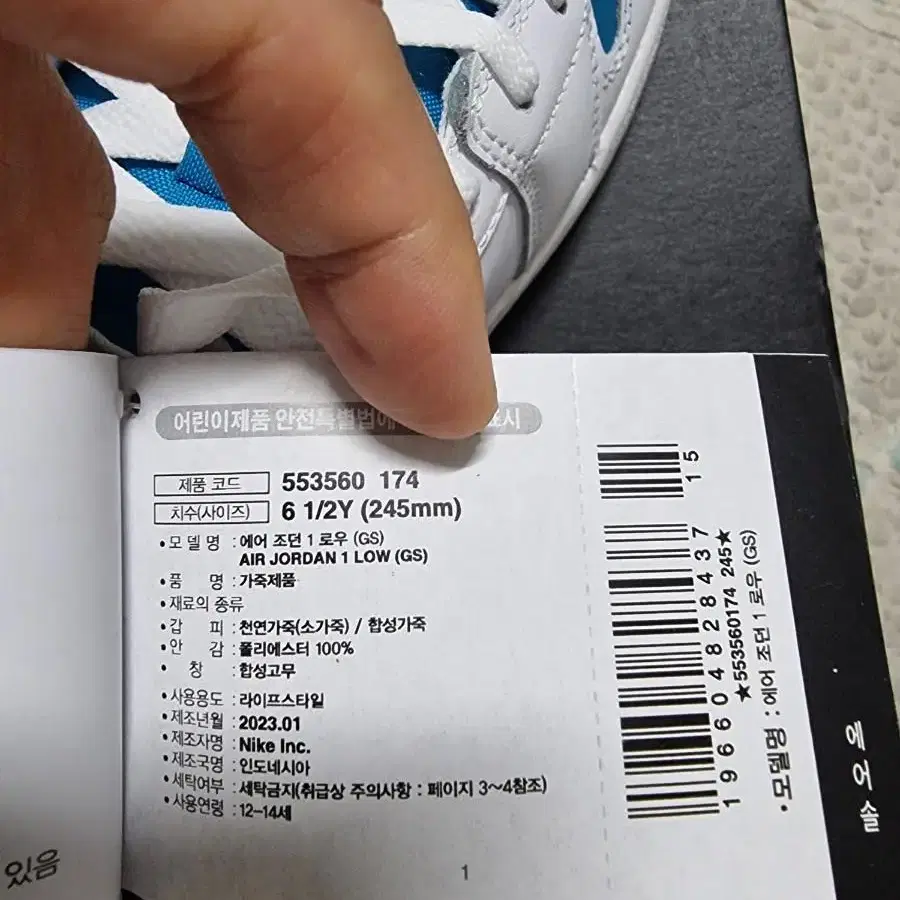 어린이제품 안전특별법에 표시
제품 코드 553560 174
치수(사이즈) 6 1/2Y (245mm)
•모 델 명 : 에어 조던 1 로우 (GS)
AIR JORDAN 1 LOW (GS)
•품 명 : 가죽제품
•재료의 종류
•갑 피 : 천연가죽(소가죽) / 합성가죽
•안 감 : 폴리에스터 100%
•창 : 합성고무
•사용용도 : 라이프스타일
•제조년월 : 2023.01
•제조자명 : Nike Inc.
•제조국명 : 인도네시아
•세탁여부 : 세탁금지(취급상 주의사항 : 페이지 3~4참조)
•사용연령 : 12-14세
1
15
196604828437
★553560174 245★
•모델명 : 에어 조던 1 로우 (GS)
에어솔
있음